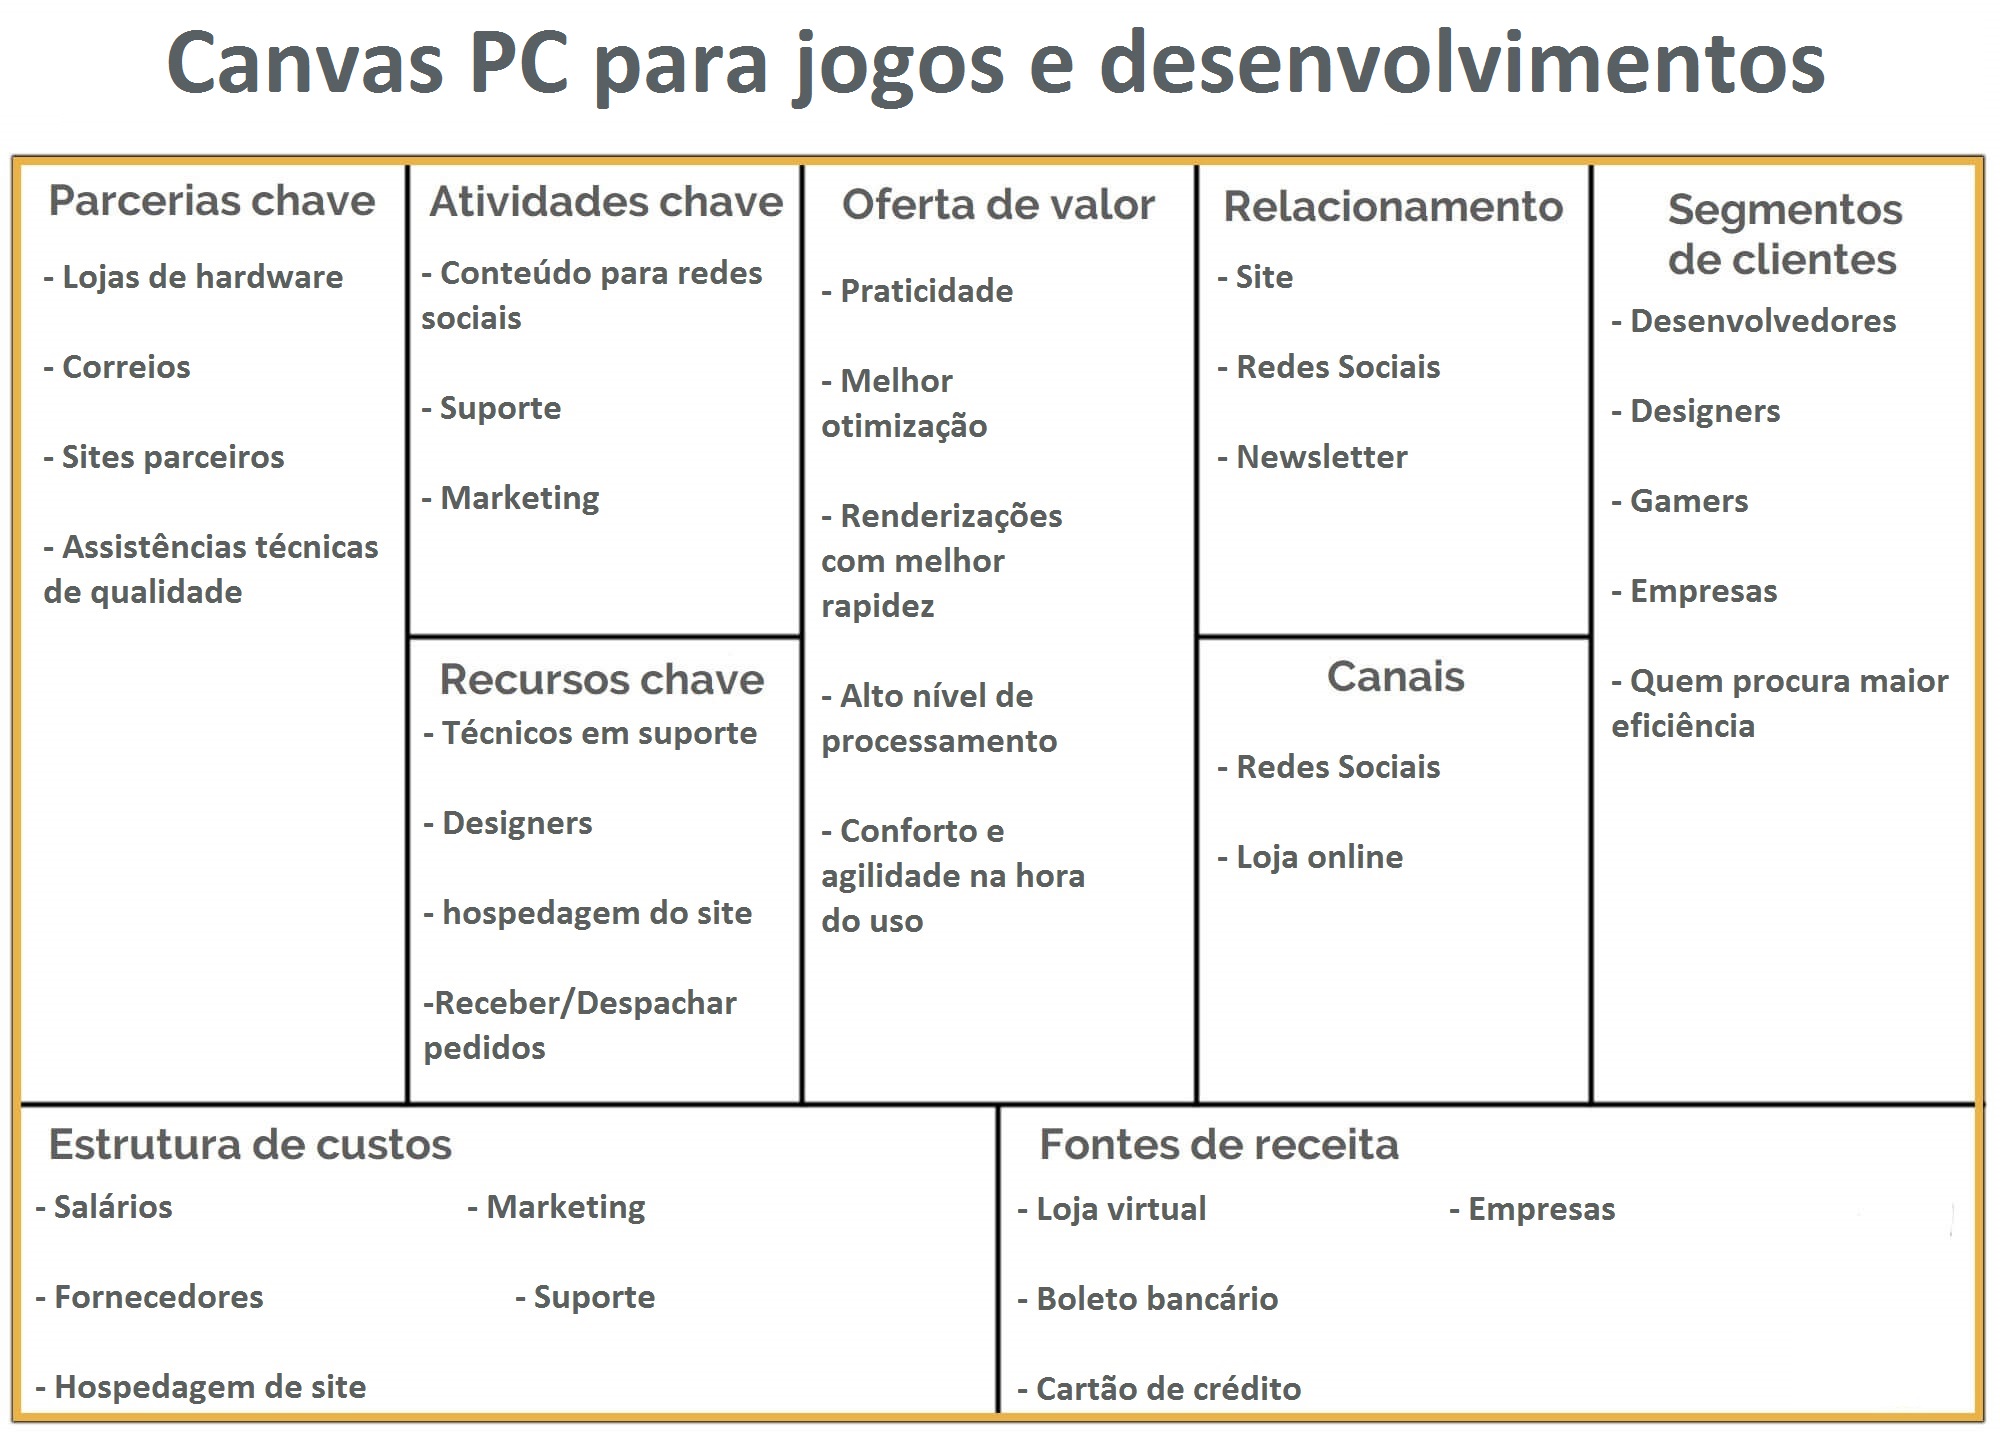 Canvas PC para jogos e desenvolvimentos
Parcerias chave
- Lojas de hardware
- Correios
- Sites parceiros
- Assistências técnicas
de qualidade
Atividades chave
- Conteúdo para redes
sociais
- Suporte
- Marketing
Recursos chave
- Técnicos em suporte
- Designers
- hospedagem do site
-Receber/Despachar
pedidos
Oferta de valor
- Praticidade
- Melhor
otimização
- Renderizações
com melhor
rapidez
- Alto nível de
processamento
- Conforto e
agilidade na hora
do uso
Relacionamento
- Site
- Redes Sociais
- Newsletter
Canais
- Redes Sociais
- Loja online
Segmentos
de clientes
- Desenvolvedores
- Designers
- Gamers
- Empresas
- Quem procura maior
eficiência
Estrutura de custos
- Salários - Marketing
- Fornecedores - Suporte
- Hospedagem de site
Fontes de receita
- Loja virtual - Empresas
- Boleto bancário
- Cartão de crédito